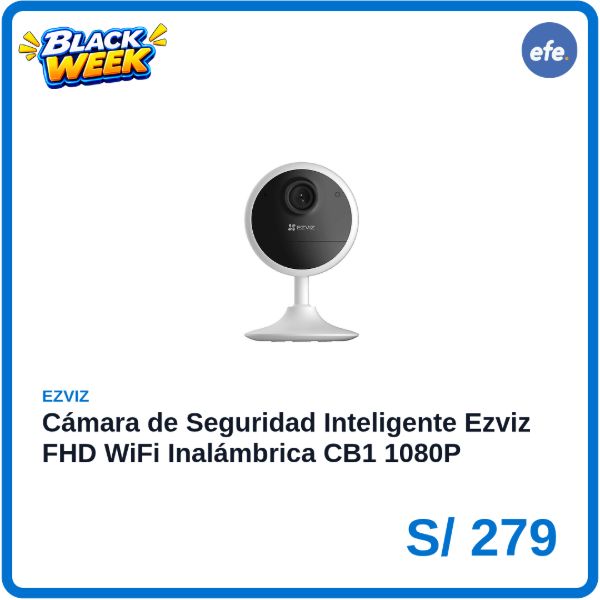 BLACK
WEEK
efe.
EZVIZ
EZVIZ
Cámara de Seguridad Inteligente Ezviz
FHD WiFi Inalámbrica CB1 1080P
S/ 279